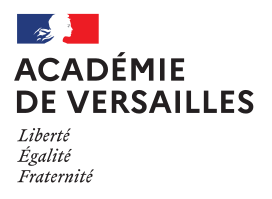 ACADÉMIE
DE VERSAILLES
Liberté
Égalité
Fraternité